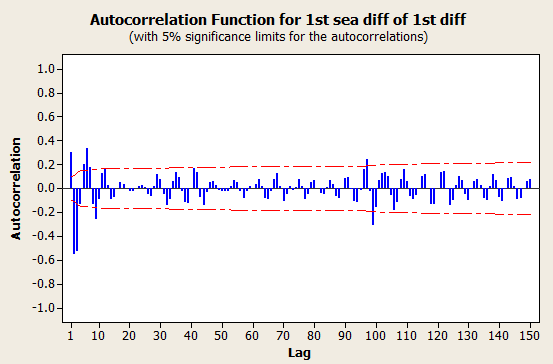 Autocorrelation Function for 1st sea diff of 1st diff
(with 5% significance limits for the autocorrelations)
1.0
0.8
0.6
0.4
0.2
0.0
-0.2
-0.4
-0.6
-0.8
-1.0
Autocorrelation
1 10 20 30 40 50 60 70 80 90 100 110 120 130 140 150
Lag